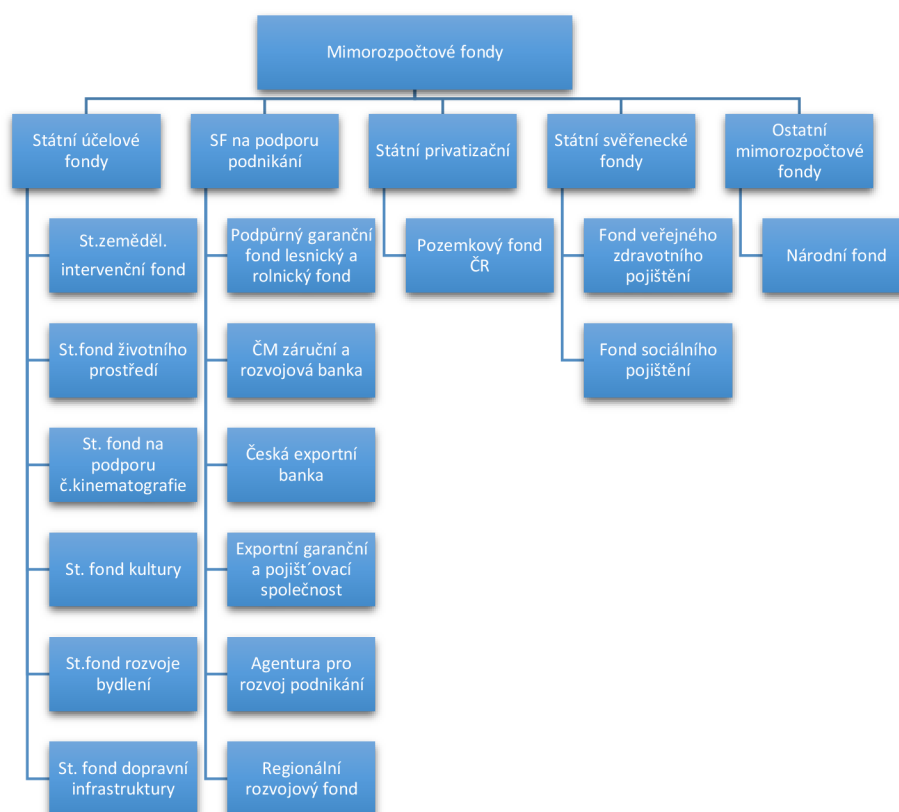 Mimorozpočtové fondy
Státní účelové
fondy
SF na podporu
podnikání
Státní privatizační
Státní svěřenecké
fondy
Ostatní
mimorozpočtové
fondy
St.zeměděl.
intervenční fond
St.fond životního
prostředí
St. fond na
podporu
č.kinematografie
St. fond kultury
St.fond rozvoje
bydlení
St. fond dopravní
infrastruktury
Podpůrný garanční
fond lesnický a
rolnický fond
ČM záruční a
rozvojová banka
Česká exportní
banka
Exportní garanční
a pojišt´ovací
společnost
Agentura pro
rozvoj podnikání
Regionální
rozvojový fond
Pozemkový fond
ČR
Fond veřejného
zdravotního
pojištění
Fond sociálního
pojištění
Národní fond